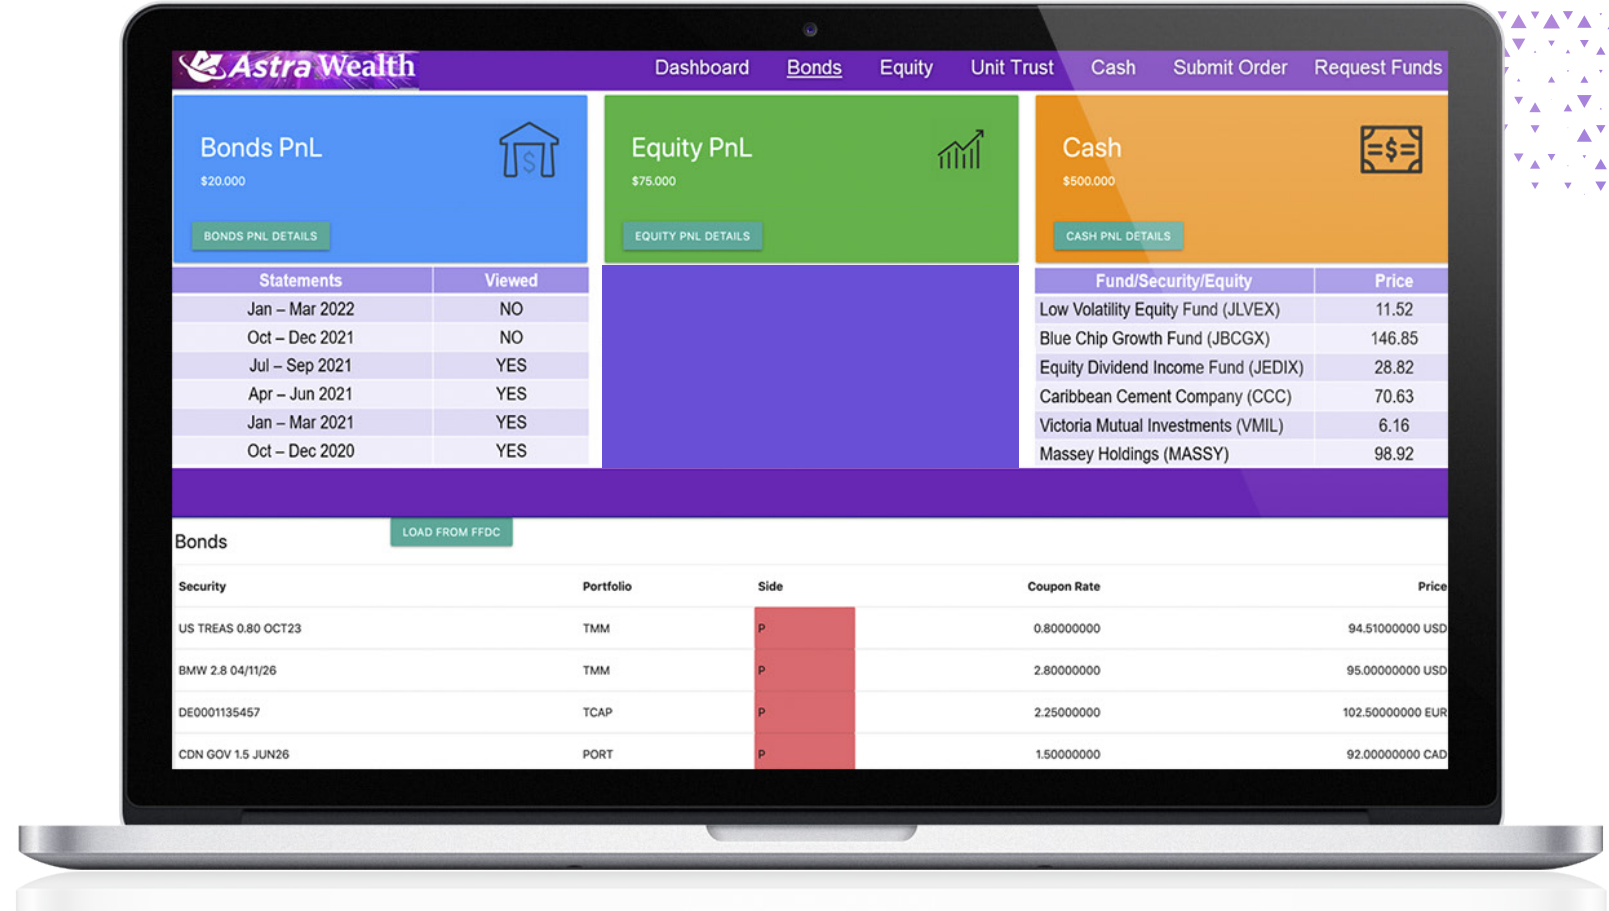 Astra Wealth
Dashboard Bonds Equity Unit Trust Cash Submit Order Request Funds
Bonds PnL
$20.000
BONDS PNL DETAILS
Equity PnL
$75.000
EQUITY PNL DETAILS
Cash
$500.000
CASH PNL DETAILS
Statements Viewed
Jan – Mar 2022 NO
Oct – Dec 2021 NO
Jul – Sep 2021 YES
Apr – Jun 2021 YES
Jan – Mar 2021 YES
Oct – Dec 2020 YES
Fund/Security/Equity Price
Low Volatility Equity Fund (JLVEX) 11.52
Blue Chip Growth Fund (JBCGX) 146.85
Equity Dividend Income Fund (JEDIX) 28.82
Caribbean Cement Company (CCC) 70.63
Victoria Mutual Investments (VMIL) 6.16
Massey Holdings (MASSY) 98.92
Bonds
LOAD FROM FFDC
Security Portfolio Side Coupon Rate Price
US TREAS 0.80 OCT23 TMM P 0.80000000 94.51000000 USD
BMW 2.8 04/11/26 TMM P 2.80000000 95.00000000 USD
DE0001135457 TCAP P 2.25000000 102.50000000 EUR
CDN GOV 1.5 JUN26 PORT P 1.50000000 92.00000000 CAD